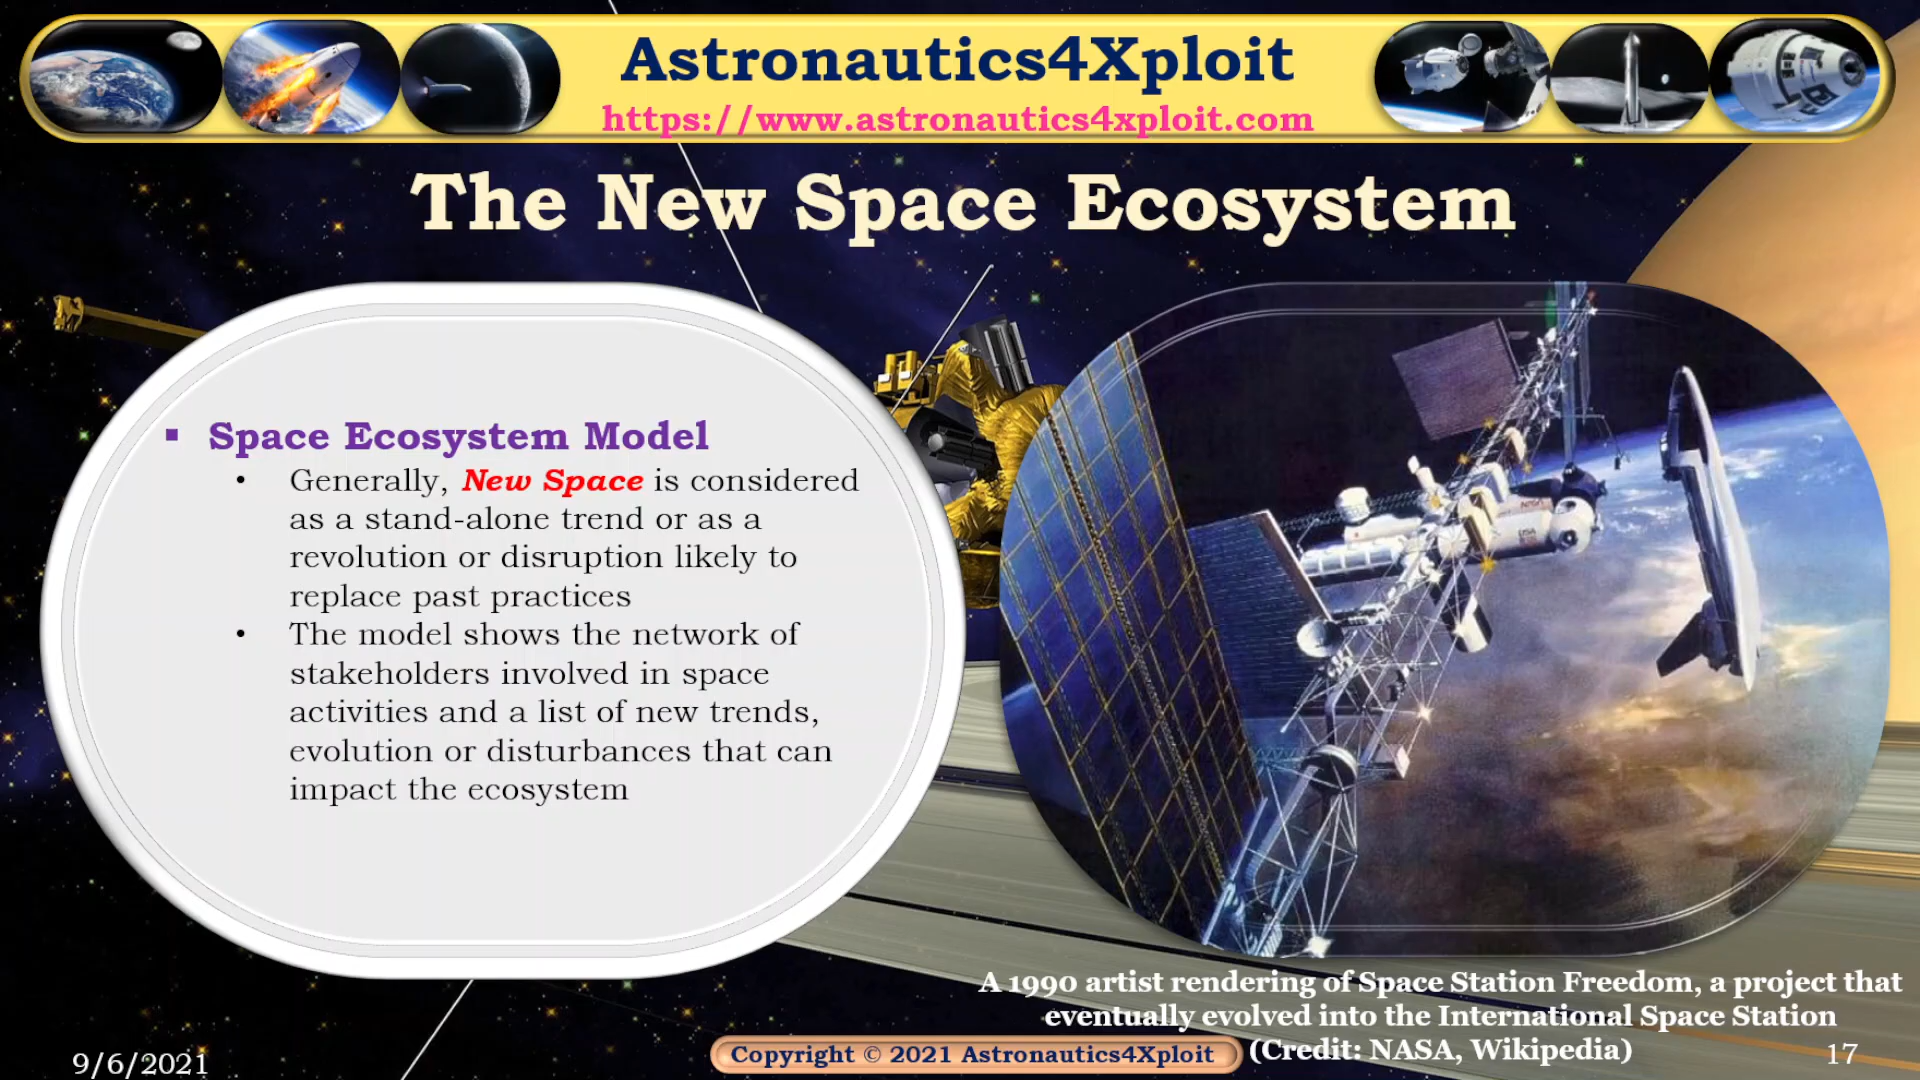 Astronautics4Xploit
https://www.astronautics4xploit.com
The New Space Ecosystem
▪ Space Ecosystem Model
• Generally, New Space is considered
as a stand-alone trend or as a
revolution or disruption likely to
replace past practices
• The model shows the network of
stakeholders involved in space
activities and a list of new trends,
evolution or disturbances that can
impact the ecosystem
A 1990 artist rendering of Space Station Freedom, a project that
eventually evolved into the International Space Station
(Credit: NASA, Wikipedia)
9/6/2021
Copyright © 2021 Astronautics4Xploit
17